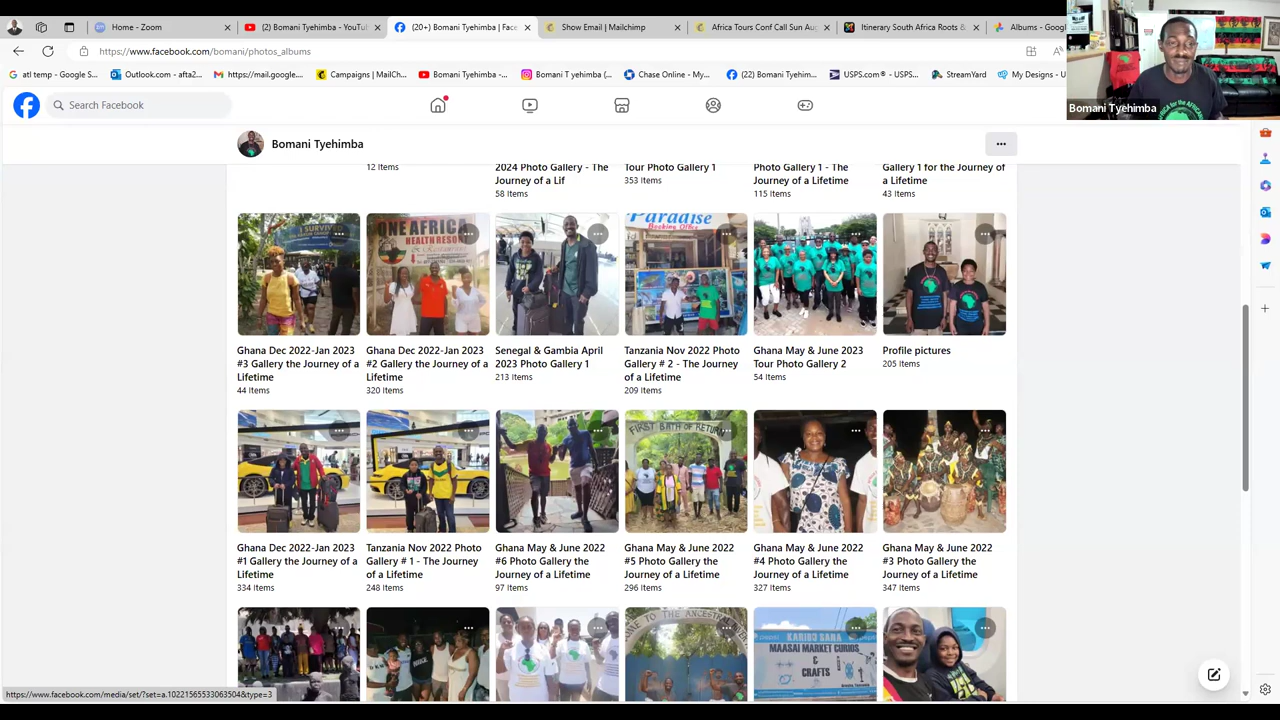 Home - Zoom
(2) Bomani Tyehimba - YouTu
(20+) Bomani Tyehimba | Face
Show Email | Mailchimp
Africa Tours Conf Call Sun Aug
Itinerary South Africa Roots &
Albums - Google
https://www.facebook.com/bomani/photos_albums
atl temp - Google S...
Outlook.com - afta2...
https://mail.google....
Campaigns | MailCh...
Bomani Tyehimba -...
Bomani T yehimba (...
Chase Online - My...
(22) Bomani Tyehim...
USPS.com® - USPS...
StreamYard
My Designs - U
Bomani Tyehimba
Search Facebook
Bomani Tyehimba
12 Items
2024 Photo Gallery - The
Journey of a Lif
58 Items
Tour Photo Gallery 1
353 Items
Photo Gallery 1 - The
Journey of a Lifetime
115 Items
Gallery 1 for the Journey of
a Lifetime
43 Items
I SURVIVED
ONE AFRICA
HEALTH RESORT
Paradise
Booking Office
Ghana Dec 2022-Jan 2023
#3 Gallery the Journey of a
Lifetime
44 Items
Ghana Dec 2022-Jan 2023
#2 Gallery the Journey of a
Lifetime
320 Items
Senegal & Gambia April
2023 Photo Gallery 1
213 Items
Tanzania Nov 2022 Photo
Gallery # 2 - The Journey
of a Lifetime
209 Items
Ghana May & June 2023
Tour Photo Gallery 2
54 Items
Profile pictures
205 Items
FIRST BATH OF RETURN
Ghana Dec 2022-Jan 2023
#1 Gallery the Journey of a
Lifetime
334 Items
Tanzania Nov 2022 Photo
Gallery # 1 - The Journey
of a Lifetime
248 Items
Ghana May & June 2022
#6 Photo Gallery the
Journey of a Lifetime
97 Items
Ghana May & June 2022
#5 Photo Gallery the
Journey of a Lifetime
296 Items
Ghana May & June 2022
#4 Photo Gallery the
Journey of a Lifetime
327 Items
Ghana May & June 2022
#3 Photo Gallery the
Journey of a Lifetime
347 Items
TO THE ANCEST
MAASAI MARKET CURIOS
&
CRAFTS
https://www.facebook.com/media/set/?set=a.10221565533063504&type=3